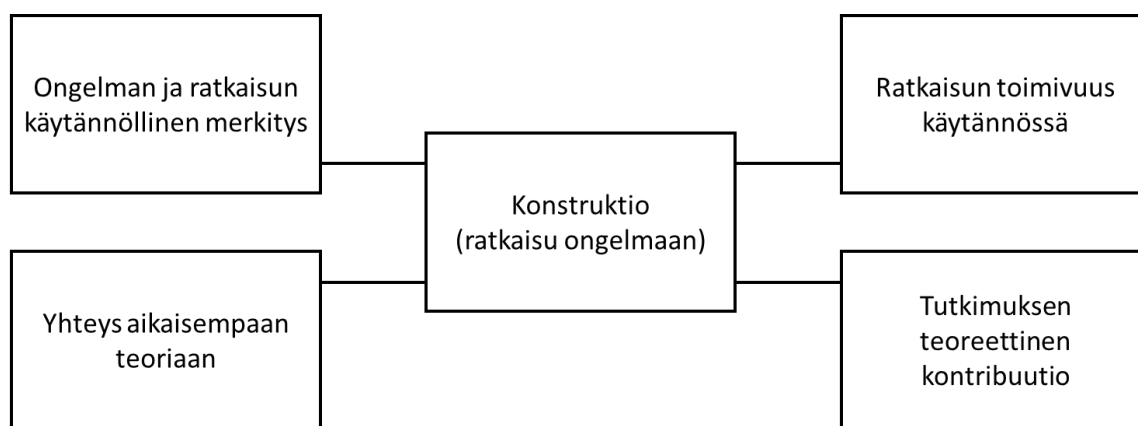 Ongelman ja ratkaisun
käytännöllinen merkitys
Ratkaisun toimivuus
käytännössä
Konstruktio
(ratkaisu ongelmaan)
Yhteys aikaisempaan
teoriaan
Tutkimuksen
teoreettinen
kontribuutio